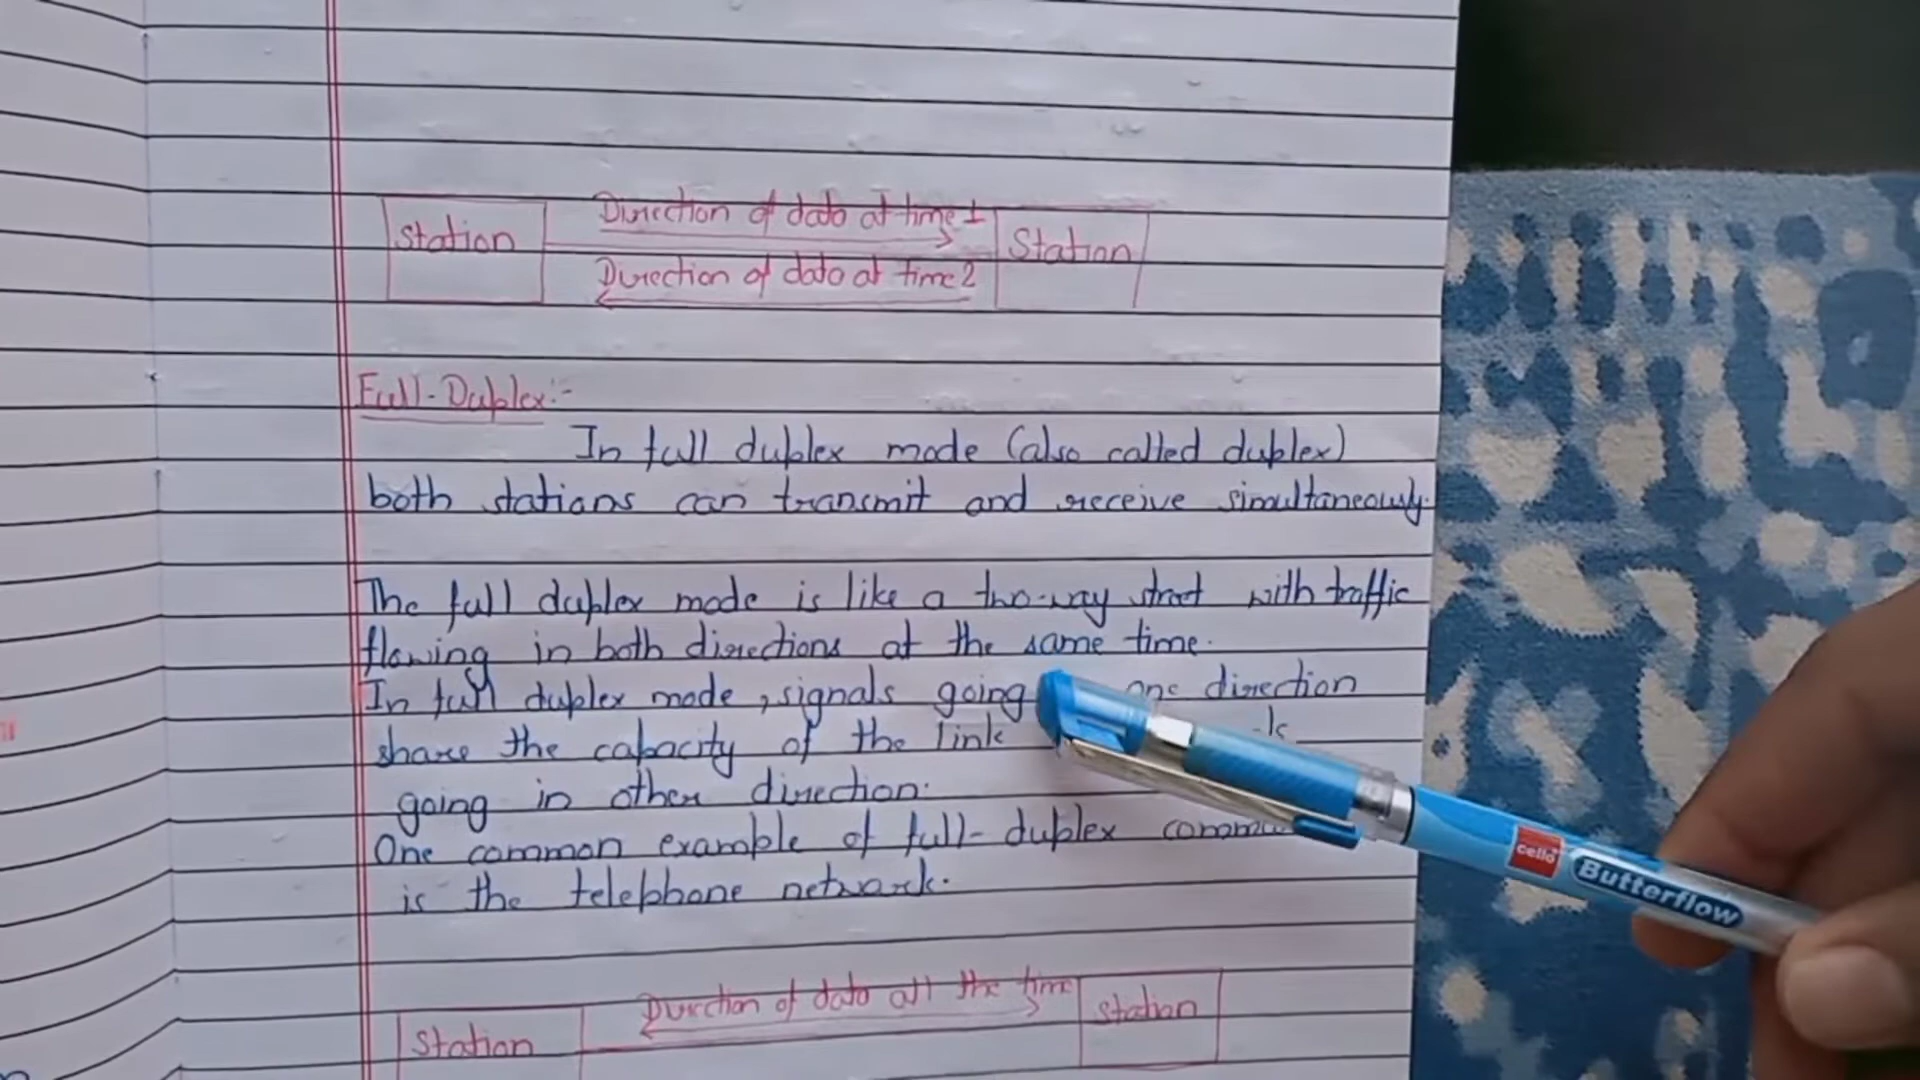 Direction of data at time 1
Station
Station
Direction of data at time 2
Full-Duplex:-
In full duplex mode (also called duplex)
both stations can transmit and receive simultaneously.
The full duplex mode is like a two-way street with traffic
flowing in both directions at the same time.
In full duplex mode, signals going one direction
share the capacity of the link
going in other direction.
One common example of full-duplex
is the telephone network.
Direction of data all the time
Station
Station
cello
Butterflow